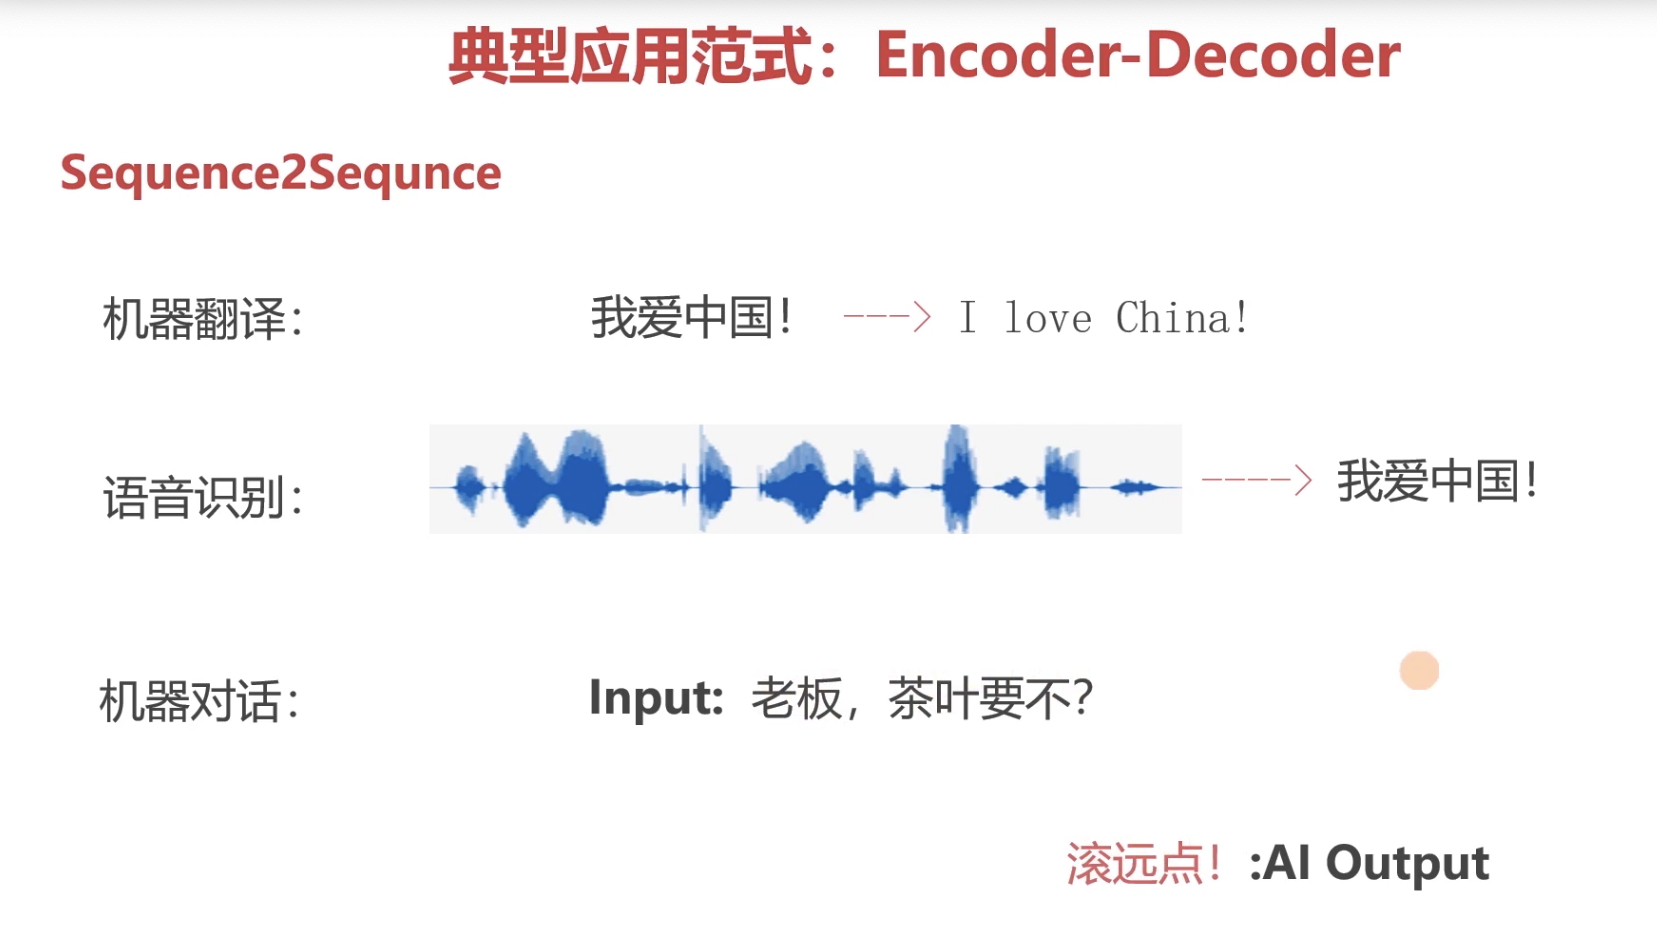 典型应用范式：Encoder-Decoder
Sequence2Sequnce
机器翻译： 我爱中国！ ---> I love China!
语音识别： ----> 我爱中国！
机器对话： Input: 老板，茶叶要不？
滚远点！:AI Output